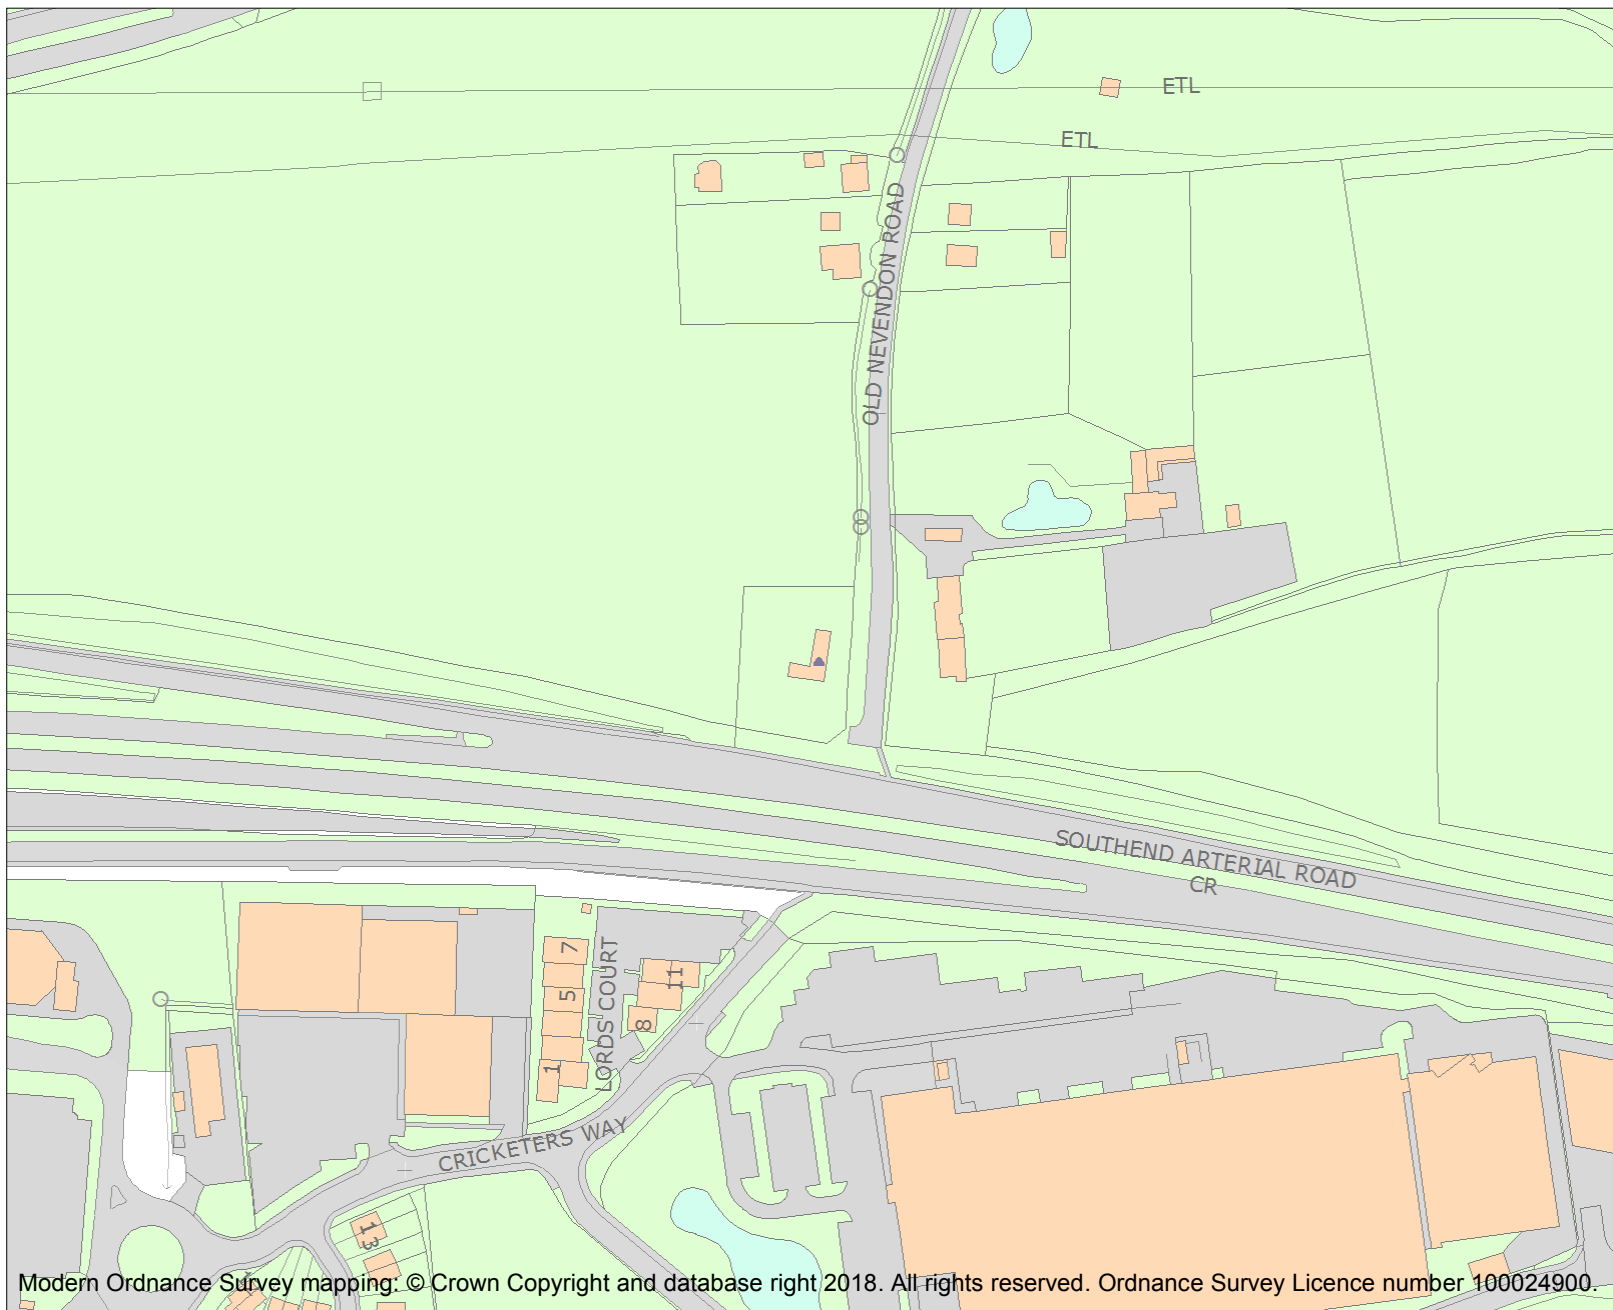 ETL
ETL
OLD NEVENDON ROAD
SOUTHEND ARTERIAL ROAD
CR
7
5
1
LORDS COURT
11
8
CRICKETERS WAY
13
Modern Ordnance Survey mapping: © Crown Copyright and database right 2018. All rights reserved. Ordnance Survey Licence number 100024900.